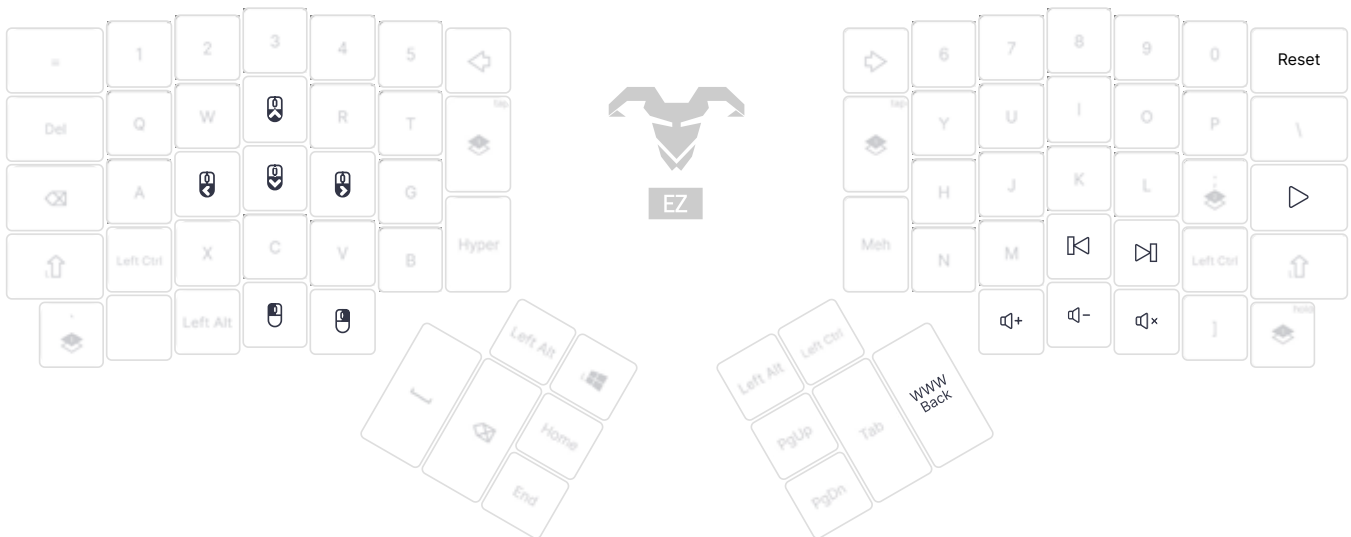 = 1 2 3 4 5 6 7 8 9 0 Reset
Del Q W R T tap tap Y U I O P \
A G H J K L
Left Ctrl X C V B Hyper Meh N M Left Ctrl
Left Alt ] hold
EZ
Left Alt
Home
End
Left Alt Left Ctrl
PgUp Tab WWW
Back
PgDn